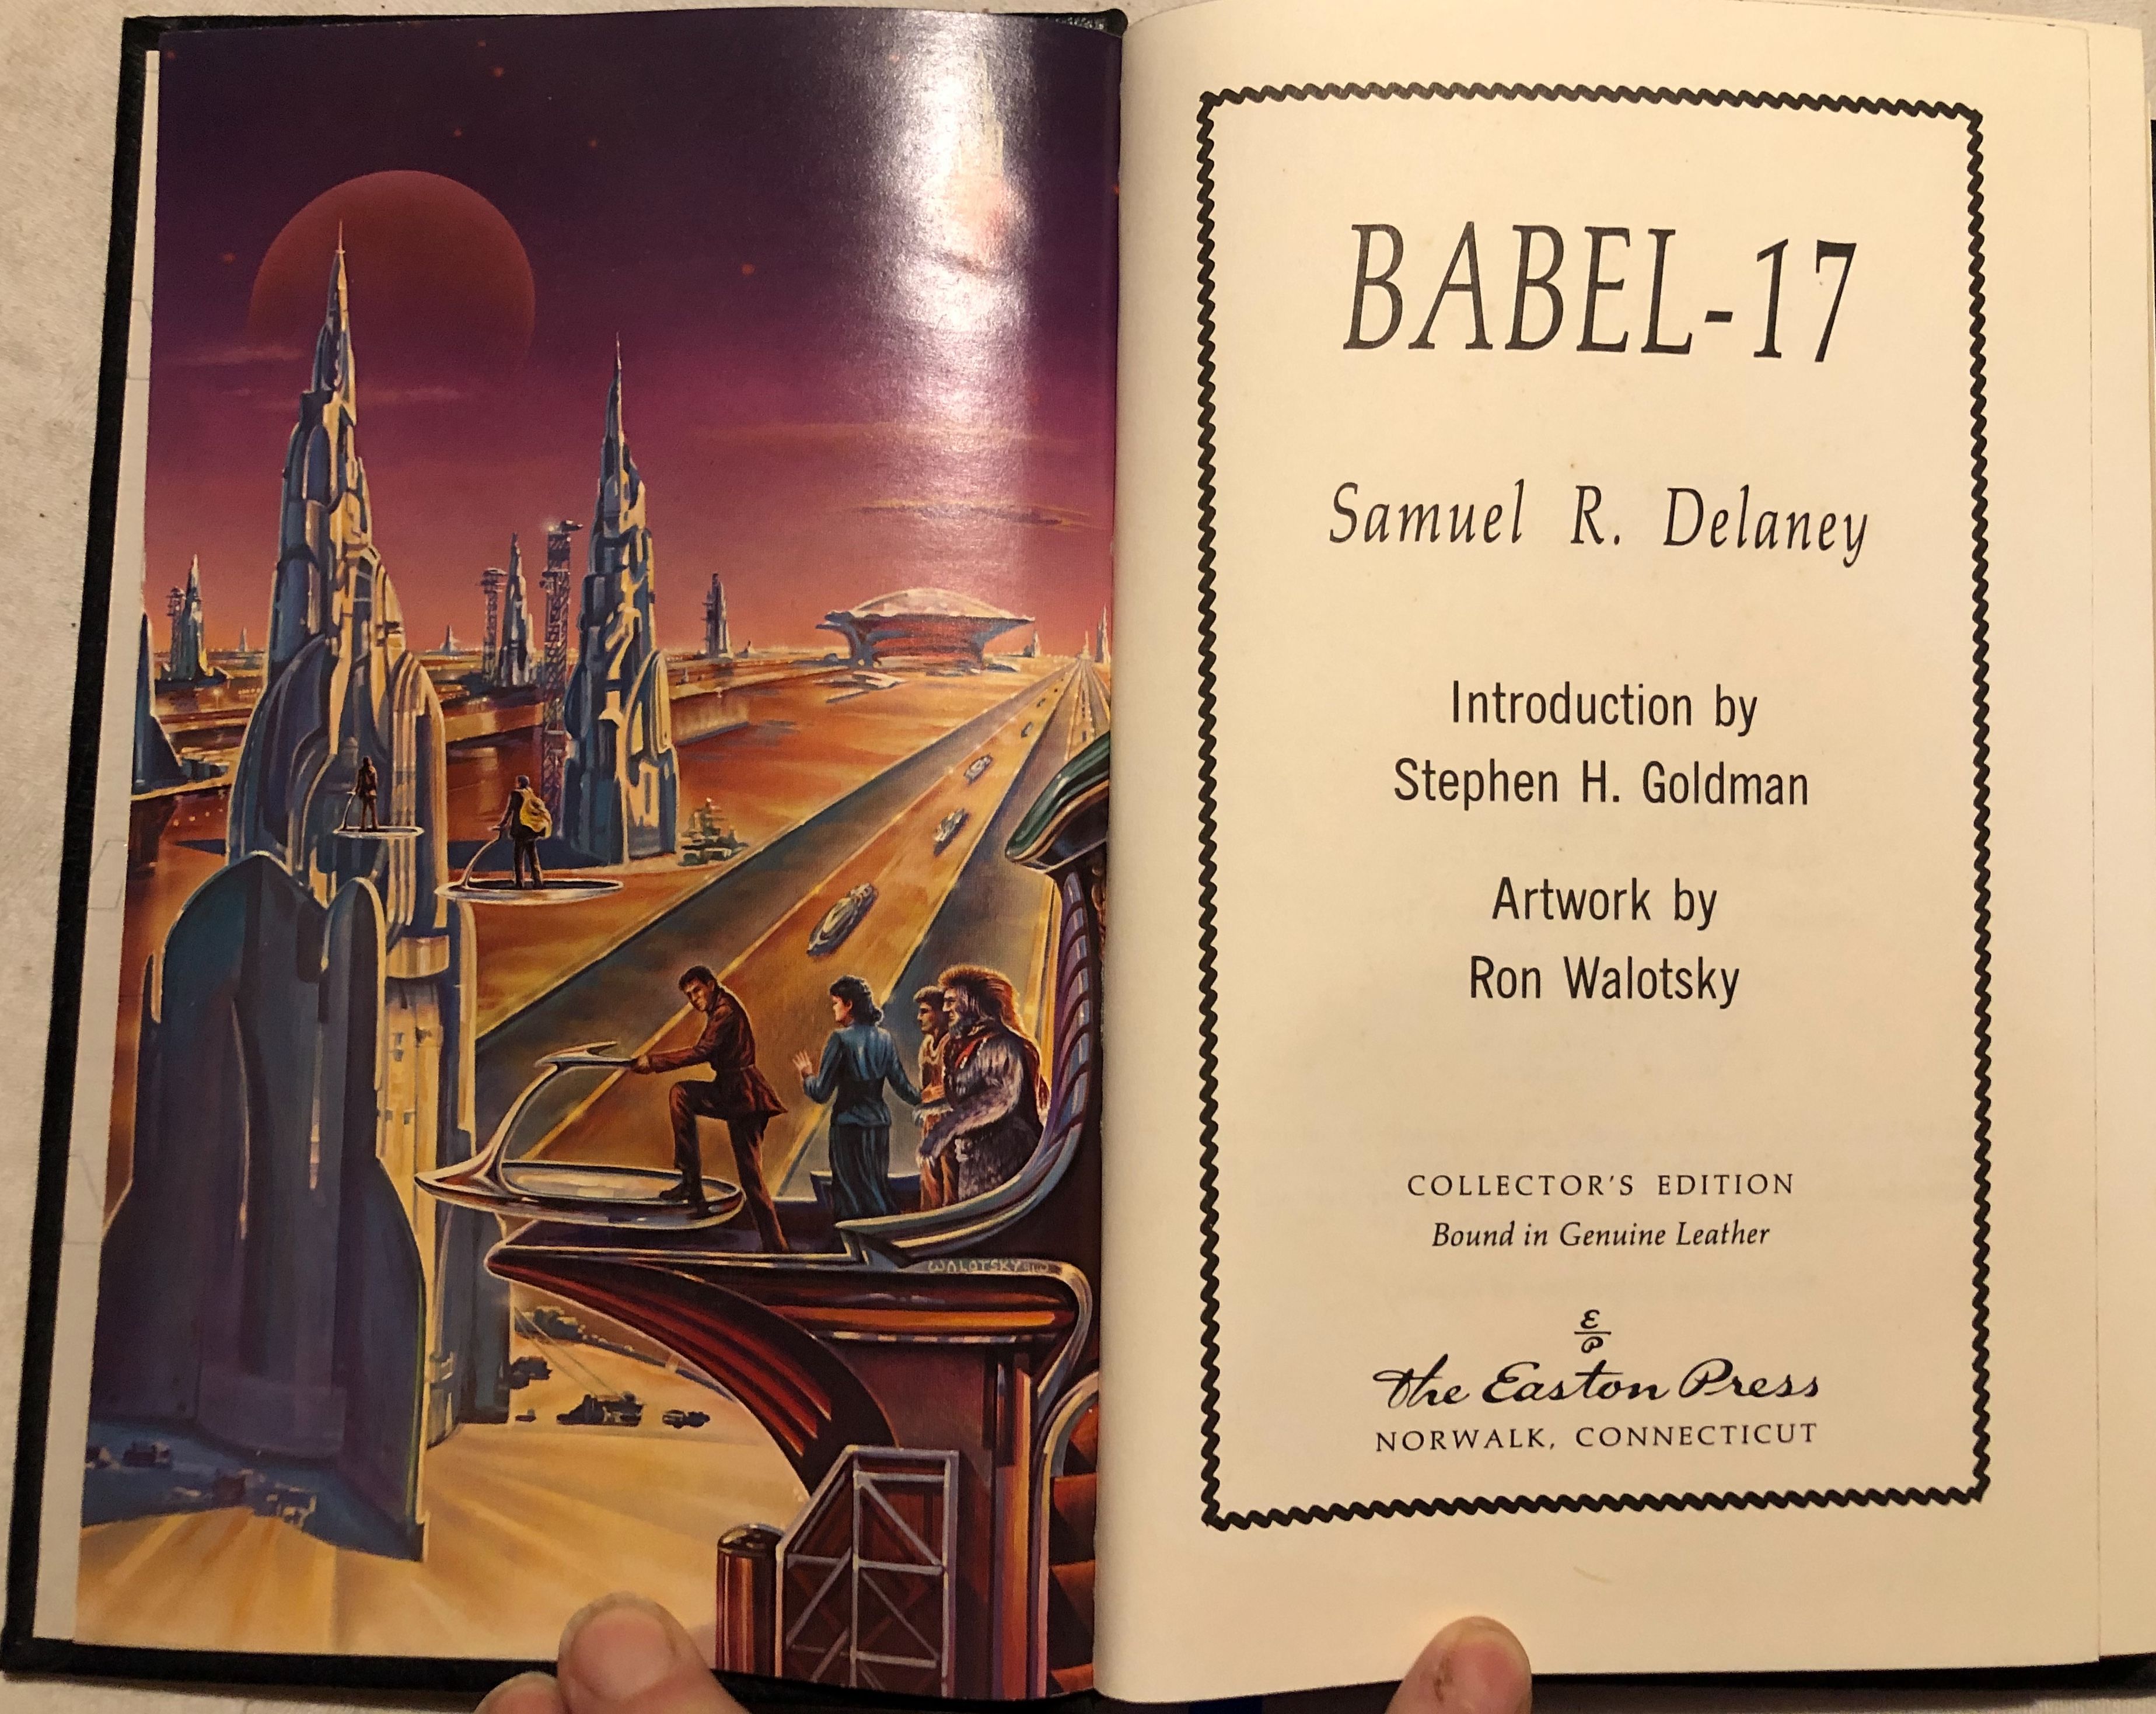 WALOTSKY
BABEL-17
Samuel R. Delaney
Introduction by
Stephen H. Goldman
Artwork by
Ron Walotsky
COLLECTOR'S EDITION
Bound in Genuine Leather
E
P
The Easton Press
NORWALK, CONNECTICUT